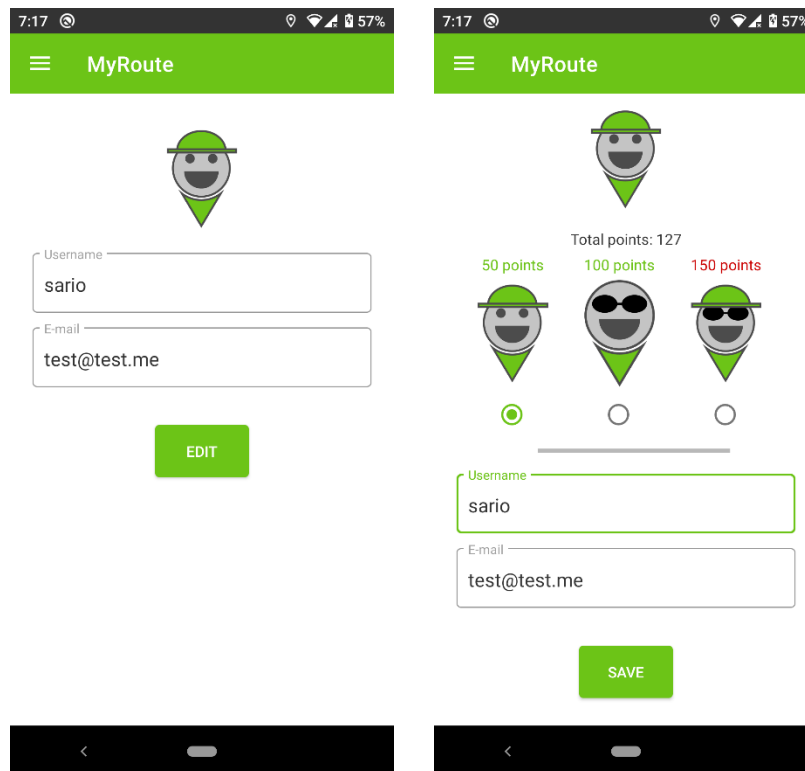 7:17 57%
MyRoute
Username
sario
E-mail
test@test.me
EDIT
7:17 57%
MyRoute
Total points: 127
50 points 100 points 150 points
Username
sario
E-mail
test@test.me
SAVE